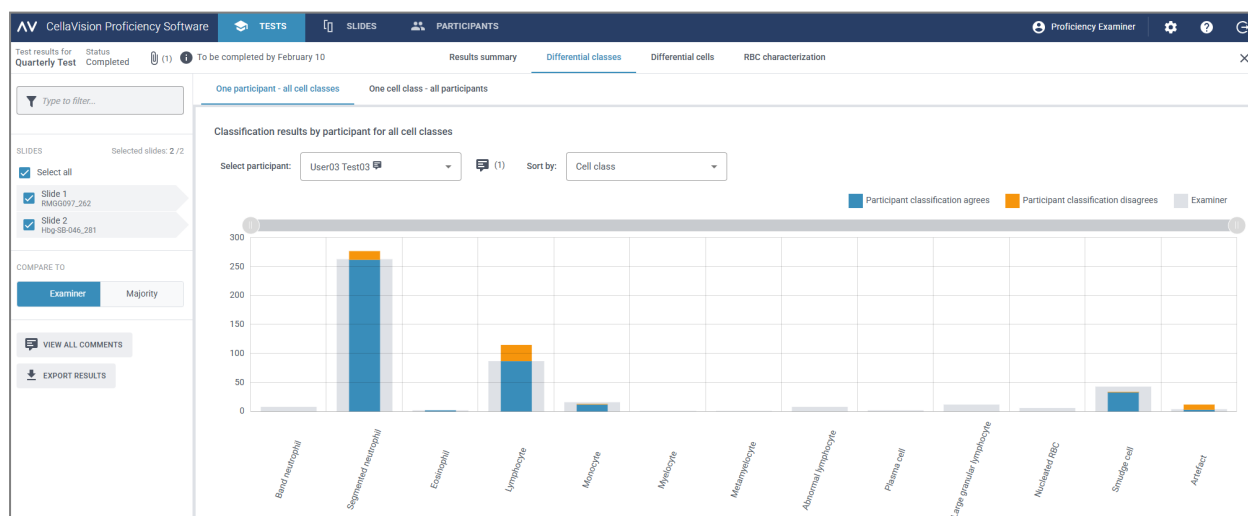 CellaVision Proficiency Software
TESTS
SLIDES
PARTICIPANTS
Proficiency Examiner
Test results for
Quarterly Test
Status
Completed
(1)
To be completed by February 10
Results summary
Differential classes
Differential cells
RBC characterization
Type to filter...
One participant - all cell classes
One cell class - all participants
Classification results by participant for all cell classes
SLIDES
Selected slides: 2 /2
Select all
Slide 1
RMGG097_262
Slide 2
Hbg-SB-046_281
COMPARE TO
Examiner
Majority
VIEW ALL COMMENTS
EXPORT RESULTS
Select participant:
User03 Test03
(1)
Sort by:
Cell class
Participant classification agrees
Participant classification disagrees
Examiner
300
250
200
150
100
50
0
Band neutrophil
Segmented neutrophil
Eosinophil
Lymphocyte
Monocyte
Myelocyte
Metamyelocyte
Abnormal lymphocyte
Plasma cell
Large granular lymphocyte
Nucleated RBC
Smudge cell
Artefact